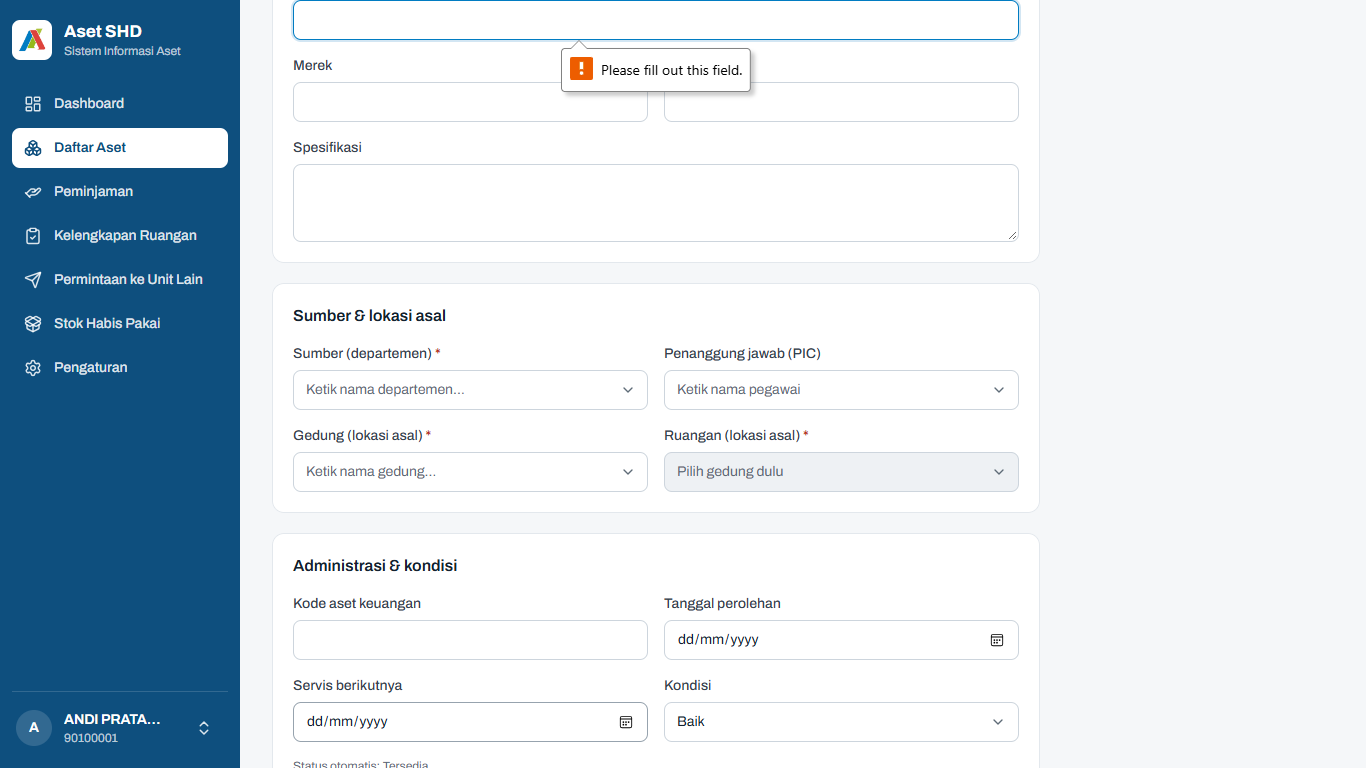 Aset SHD
Sistem Informasi Aset
Dashboard
Daftar Aset
Peminjaman
Kelengkapan Ruangan
Permintaan ke Unit Lain
Stok Habis Pakai
Pengaturan
ANDI PRATA...
A
90100001
Please fill out this field.
Merek
Spesifikasi
Sumber & lokasi asal
Sumber (departemen) * Penanggung jawab (PIC)
Ketik nama departemen... Ketik nama pegawai
Gedung (lokasi asal) * Ruangan (lokasi asal) *
Ketik nama gedung... Pilih gedung dulu
Administrasi & kondisi
Kode aset keuangan Tanggal perolehan
dd/mm/yyyy
Servis berikutnya Kondisi
dd/mm/yyyy Baik
Status otomatis: Tersedia